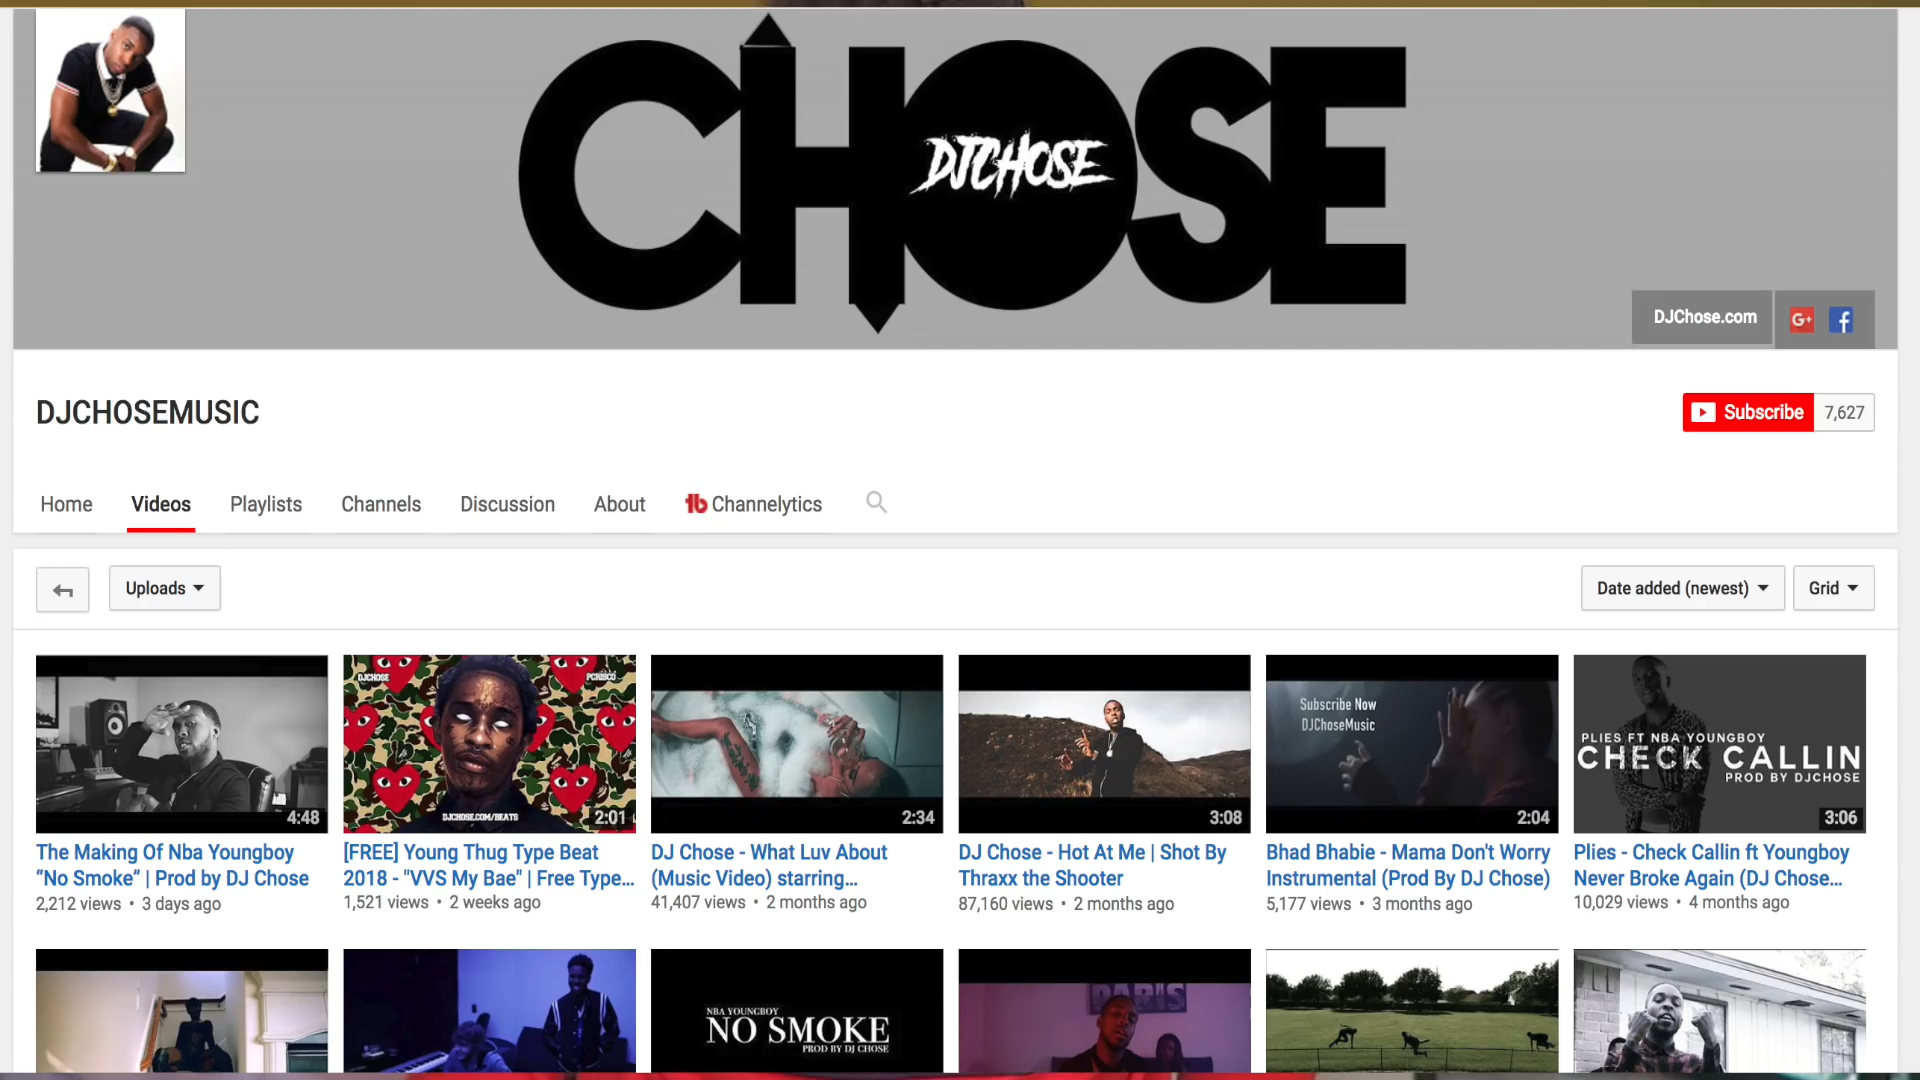 CHOSE
DJCHOSE
DJChose.com
G+ f
DJCHOSEMUSIC
Subscribe 7,627
Home Videos Playlists Channels Discussion About tb Channelytics
Uploads
Date added (newest) Grid
4:48
The Making Of Nba Youngboy
“No Smoke” | Prod by DJ Chose
2,212 views • 3 days ago
DJCHOSE
PCRISCO
DJCHOSE.COM/BEATS
2:01
[FREE] Young Thug Type Beat
2018 - "VVS My Bae" | Free Type...
1,521 views • 2 weeks ago
2:34
DJ Chose - What Luv About
(Music Video) starring...
41,407 views • 2 months ago
3:08
DJ Chose - Hot At Me | Shot By
Thraxx the Shooter
87,160 views • 2 months ago
Subscribe Now
DJChoseMusic
2:04
Bhad Bhabie - Mama Don't Worry
Instrumental (Prod By DJ Chose)
5,177 views • 3 months ago
PLIES FT NBA YOUNGBOY
CHECK CALLIN
PROD BY DJCHOSE
3:06
Plies - Check Callin ft Youngboy
Never Broke Again (DJ Chose...
10,029 views • 4 months ago
NBA YOUNGBOY
NO SMOKE
PROD BY DJ CHOSE
PARIS